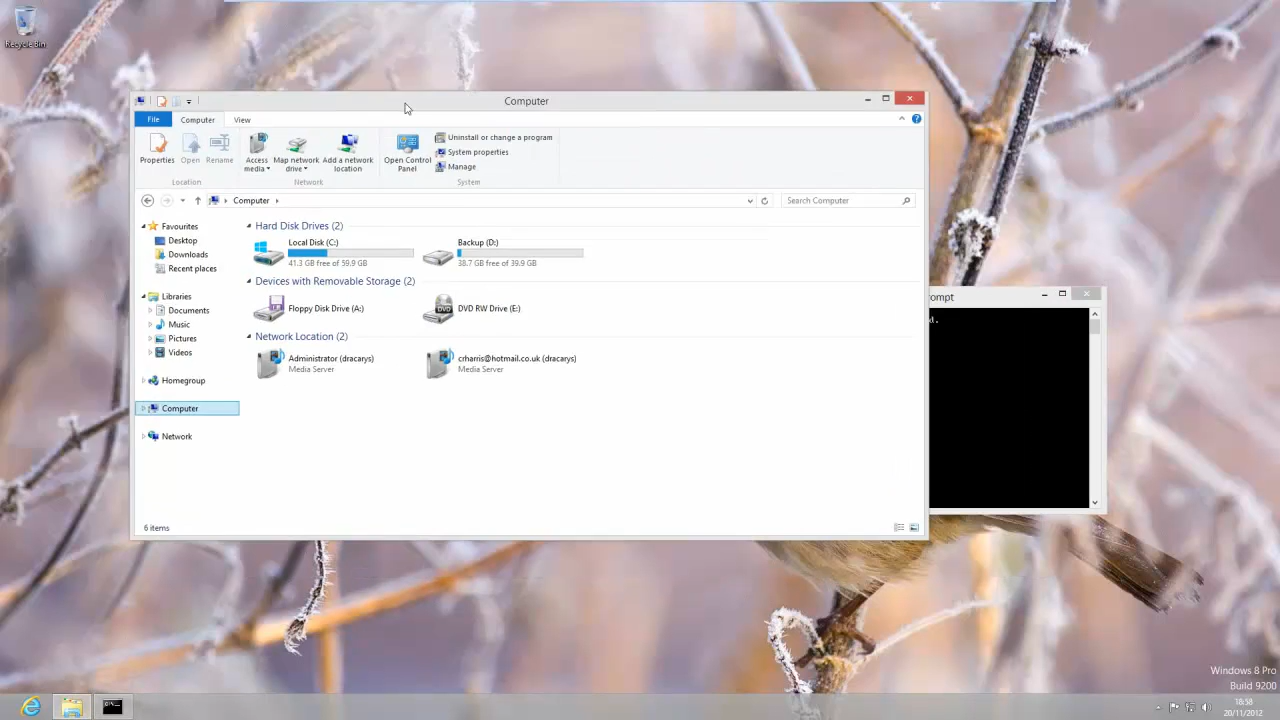 Recycle Bin
Computer
File
Computer
View
Properties
Open
Rename
Access media
Map network drive
Add a network location
Open Control Panel
Uninstall or change a program
System properties
Manage
Location
Network
System
Computer
Search Computer
Favourites
Desktop
Downloads
Recent places
Libraries
Documents
Music
Pictures
Videos
Homegroup
Computer
Network
Hard Disk Drives (2)
Local Disk (C:)
41.3 GB free of 59.9 GB
Backup (D:)
38.7 GB free of 39.9 GB
Devices with Removable Storage (2)
Floppy Disk Drive (A:)
DVD RW Drive (E:)
Network Location (2)
Administrator (dracarys)
Media Server
crharris@hotmail.co.uk (dracarys)
Media Server
6 items
ompt
d.
Windows 8 Pro
Build 9200
18:58
20/11/2012